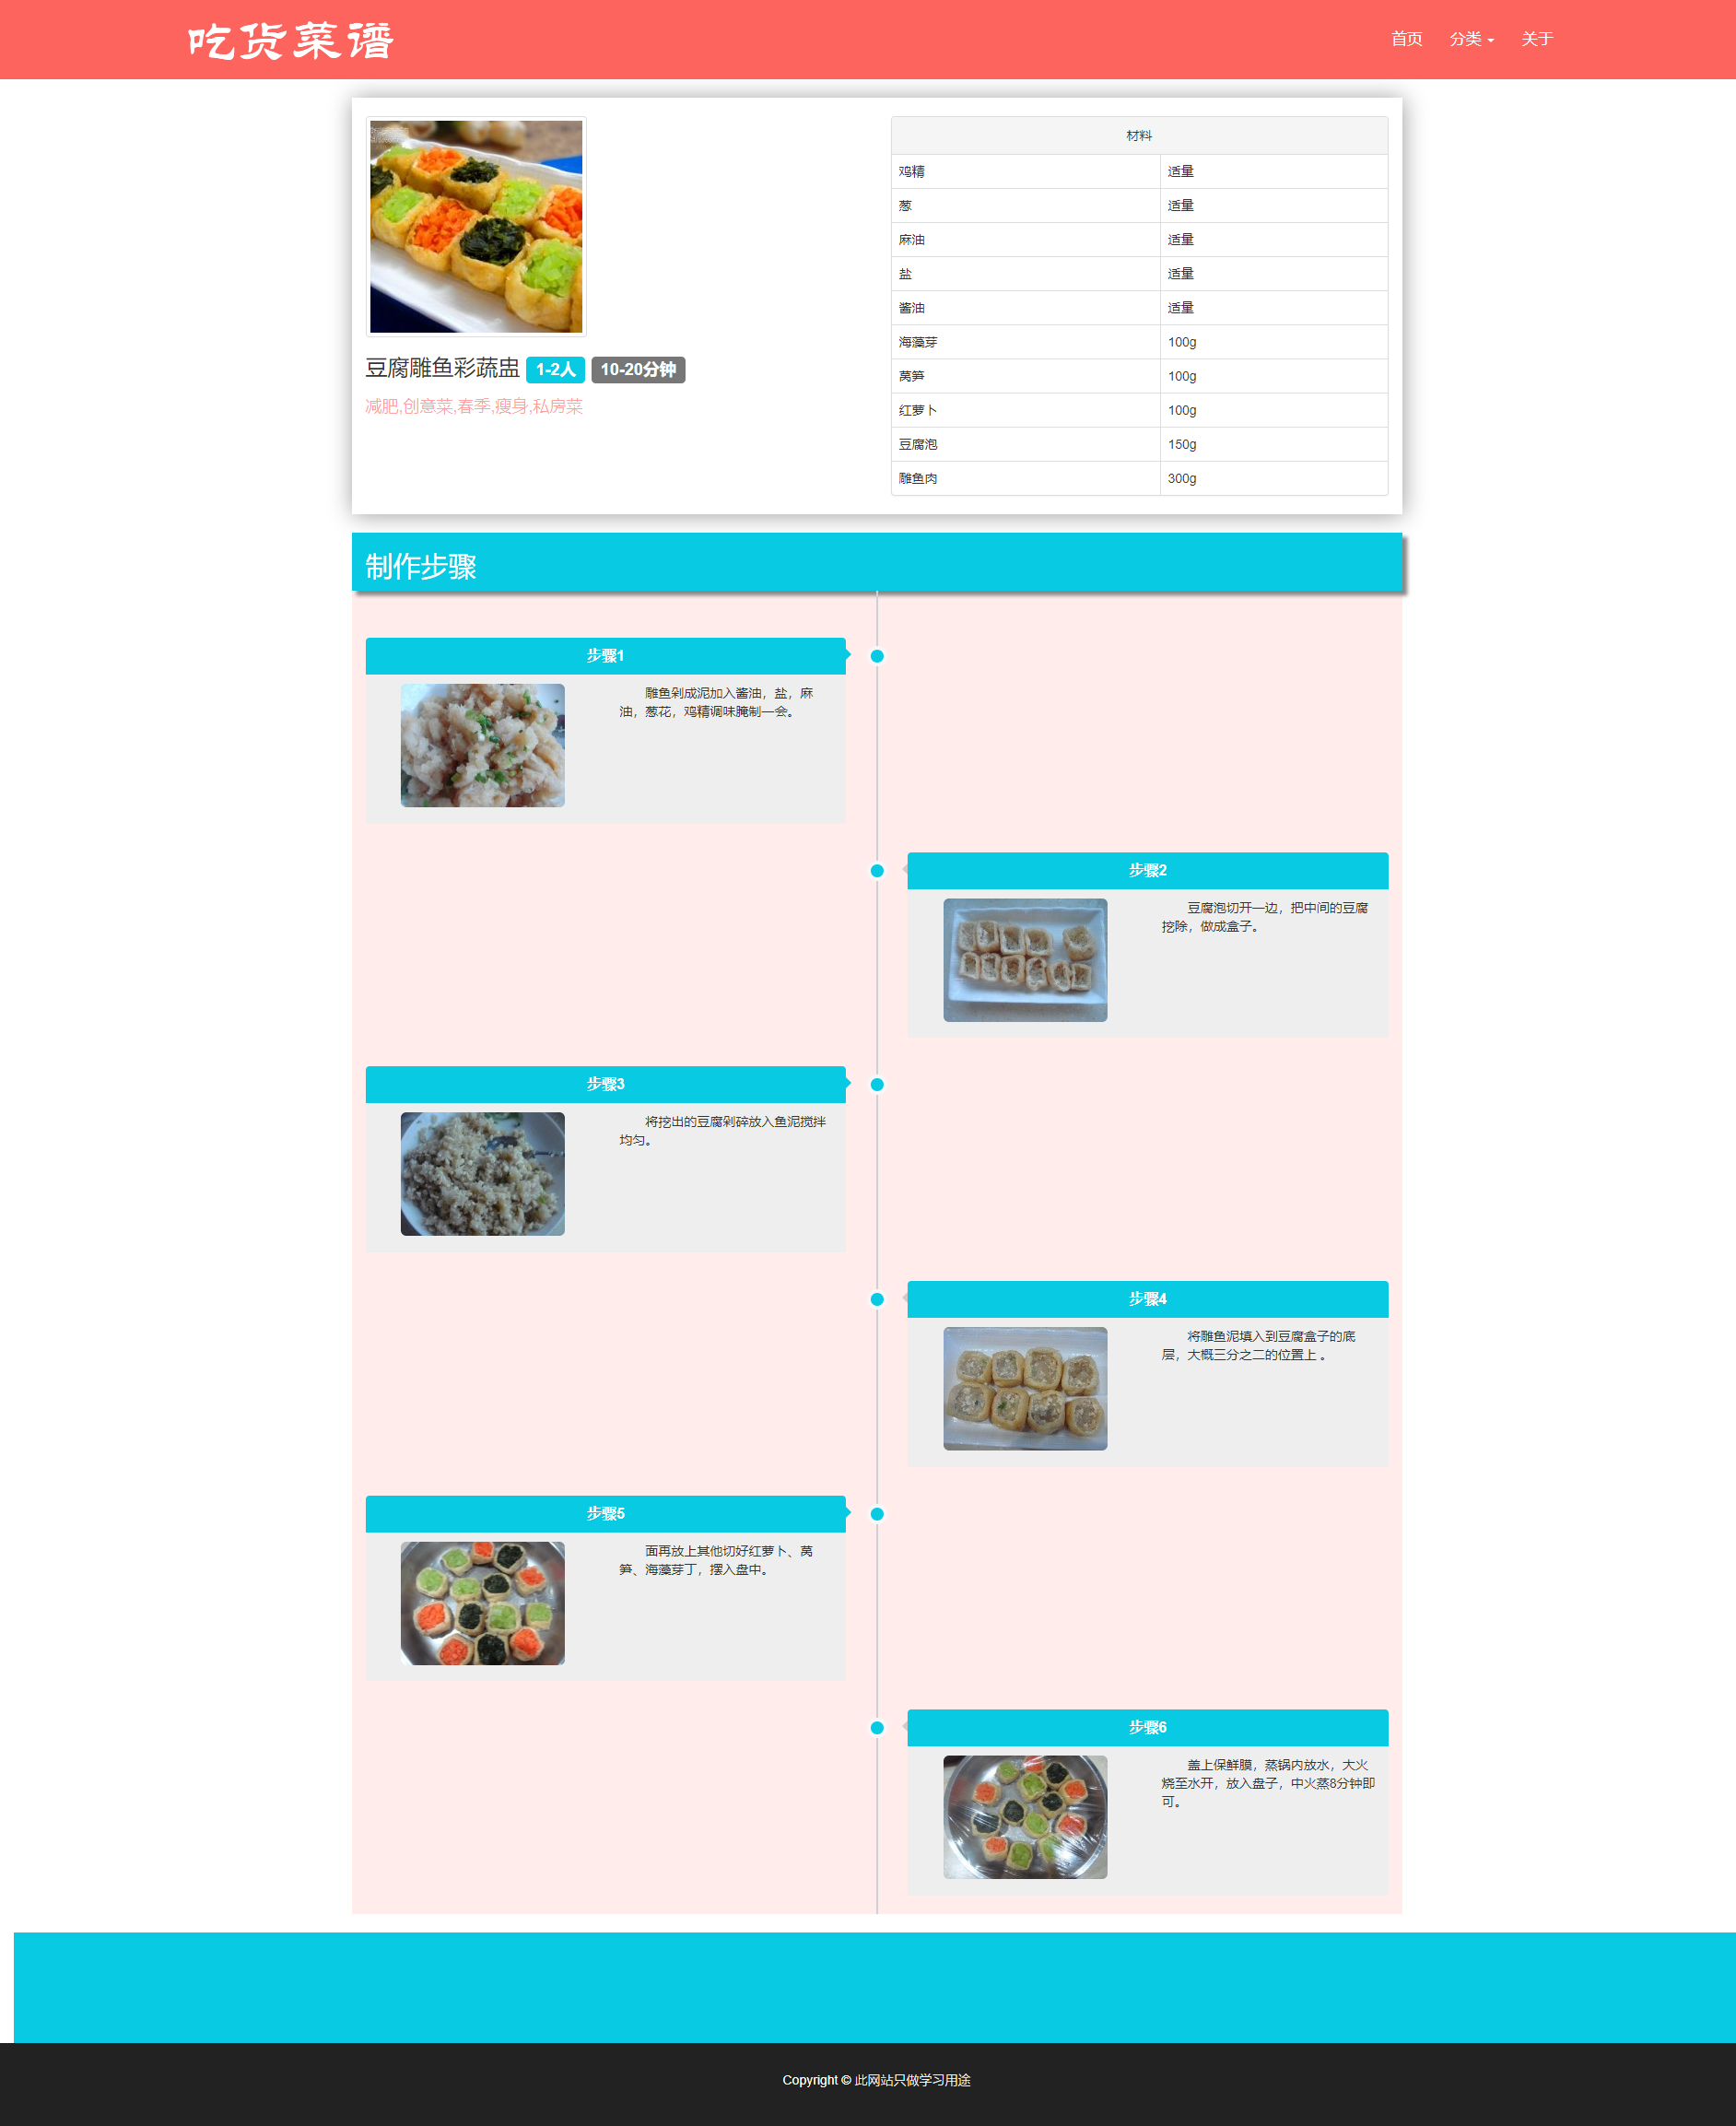 吃货菜谱
首页 分类 关于
豆腐雕鱼彩蔬盅 1-2人 10-20分钟
减肥,创意菜,春季,瘦身,私房菜
材料
鸡精 适量
葱 适量
麻油 适量
盐 适量
酱油 适量
海藻芽 100g
莴笋 100g
红萝卜 100g
豆腐泡 150g
雕鱼肉 300g
制作步骤
步骤1
雕鱼剁成泥加入酱油，盐，麻
油，葱花，鸡精调味腌制一会。
步骤2
豆腐泡切开一边，把中间的豆腐
挖除，做成盒子。
步骤3
将挖出的豆腐剁碎放入鱼泥搅拌
均匀。
步骤4
将雕鱼泥填入到豆腐盒子的底
层，大概三分之二的位置上 。
步骤5
面再放上其他切好红萝卜、莴
笋、海藻芽丁，摆入盘中。
步骤6
盖上保鲜膜，蒸锅内放水，大火
烧至水开，放入盘子，中火蒸8分钟即
可。
Copyright © 此网站只做学习用途